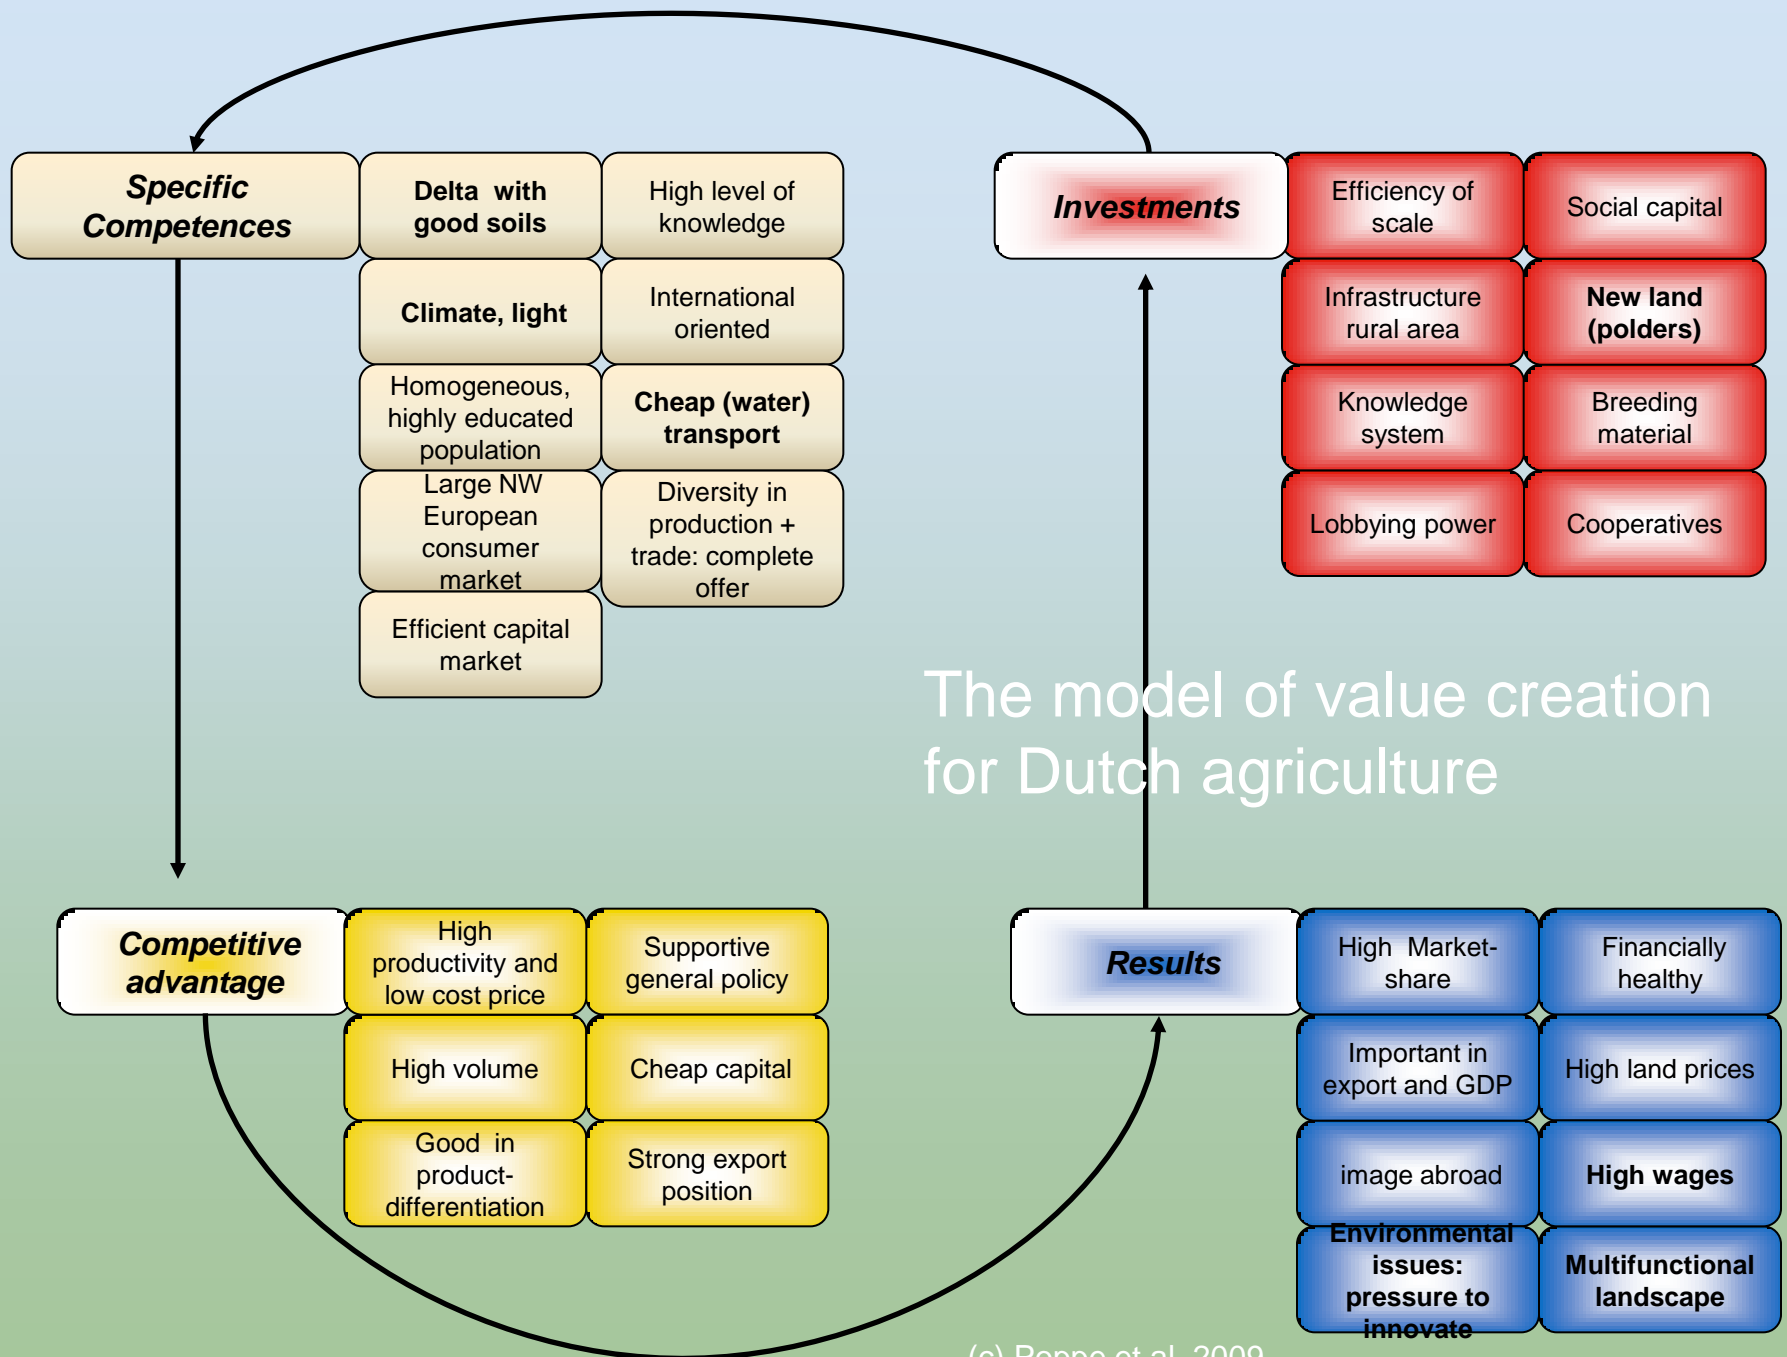 Specific
Competences
Delta with
good soils
High level of
knowledge
Climate, light
International
oriented
Homogeneous,
highly educated
population
Cheap (water)
transport
Large NW
European
consumer
market
Diversity in
production +
trade: complete
offer
Efficient capital
market
Investments
Efficiency of
scale
Social capital
Infrastructure
rural area
New land
(polders)
Knowledge
system
Breeding
material
Lobbying power
Cooperatives
The model of value creation
for Dutch agriculture
Competitive
advantage
High
productivity and
low cost price
Supportive
general policy
High volume
Cheap capital
Good in
product-
differentiation
Strong export
position
Results
High Market-
share
Financially
healthy
Important in
export and GDP
High land prices
image abroad
High wages
Environmental
issues:
pressure to
innovate
Multifunctional
landscape
(c) Poppe et al. 2009